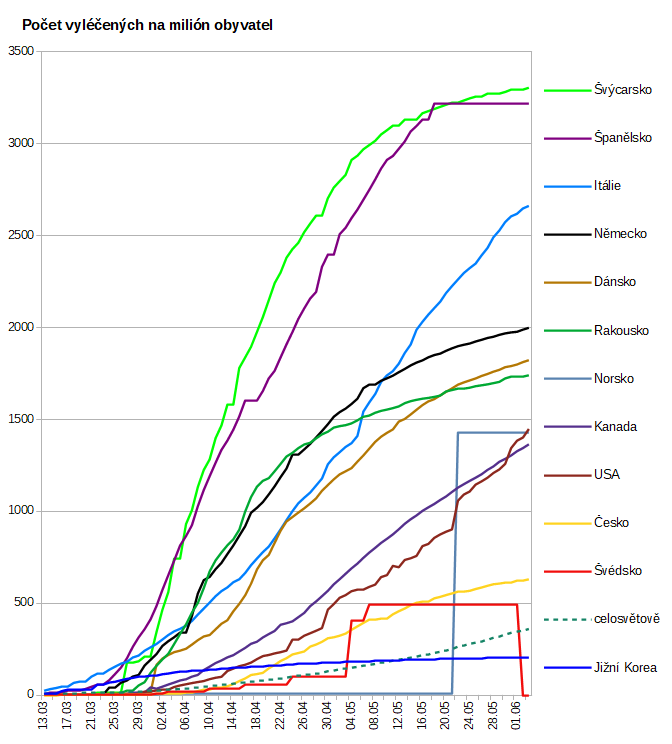 Počet vyléčených na milión obyvatel
3500
3000
2500
2000
1500
1000
500
0
13.03
17.03
21.03
25.03
29.03
02.04
06.04
10.04
14.04
18.04
22.04
26.04
30.04
04.05
08.05
12.05
16.05
20.05
24.05
28.05
01.06
Švýcarsko
Španělsko
Itálie
Německo
Dánsko
Rakousko
Norsko
Kanada
USA
Česko
Švédsko
celosvětově
Jižní Korea